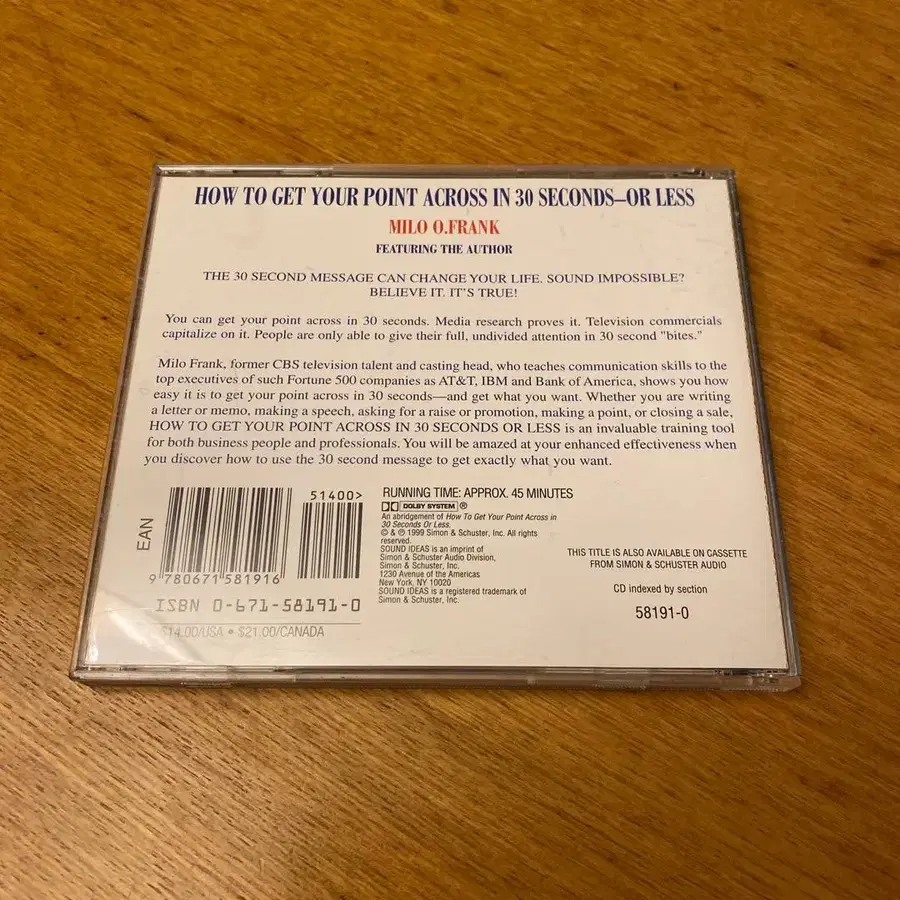 HOW TO GET YOUR POINT ACROSS IN 30 SECONDS–OR LESS
MILO O.FRANK
FEATURING THE AUTHOR
THE 30 SECOND MESSAGE CAN CHANGE YOUR LIFE. SOUND IMPOSSIBLE?
BELIEVE IT. IT'S TRUE!
You can get your point across in 30 seconds. Media research proves it. Television commercials
capitalize on it. People are only able to give their full, undivided attention in 30 second "bites."
Milo Frank, former CBS television talent and casting head, who teaches communication skills to the
top executives of such Fortune 500 companies as AT&T, IBM and Bank of America, shows you how
easy it is to get your point across in 30 seconds—and get what you want. Whether you are writing
a letter or memo, making a speech, asking for a raise or promotion, making a point, or closing a sale,
HOW TO GET YOUR POINT ACROSS IN 30 SECONDS OR LESS is an invaluable training tool
for both business people and professionals. You will be amazed at your enhanced effectiveness when
you discover how to use the 30 second message to get exactly what you want.
EAN
51400>
9 780671 581916
ISBN 0-671-58191-0
$14.00/USA • $21.00/CANADA
RUNNING TIME: APPROX. 45 MINUTES
DOLBY SYSTEM ®
An abridgement of How To Get Your Point Across in
30 Seconds Or Less.
© & ℗ 1999 Simon & Schuster, Inc. All rights
reserved.
SOUND IDEAS is an imprint of
Simon & Schuster Audio Division,
Simon & Schuster, Inc.
1230 Avenue of the Americas
New York, NY 10020
SOUND IDEAS is a registered trademark of
Simon & Schuster, Inc.
THIS TITLE IS ALSO AVAILABLE ON CASSETTE
FROM SIMON & SCHUSTER AUDIO
CD indexed by section
58191-0